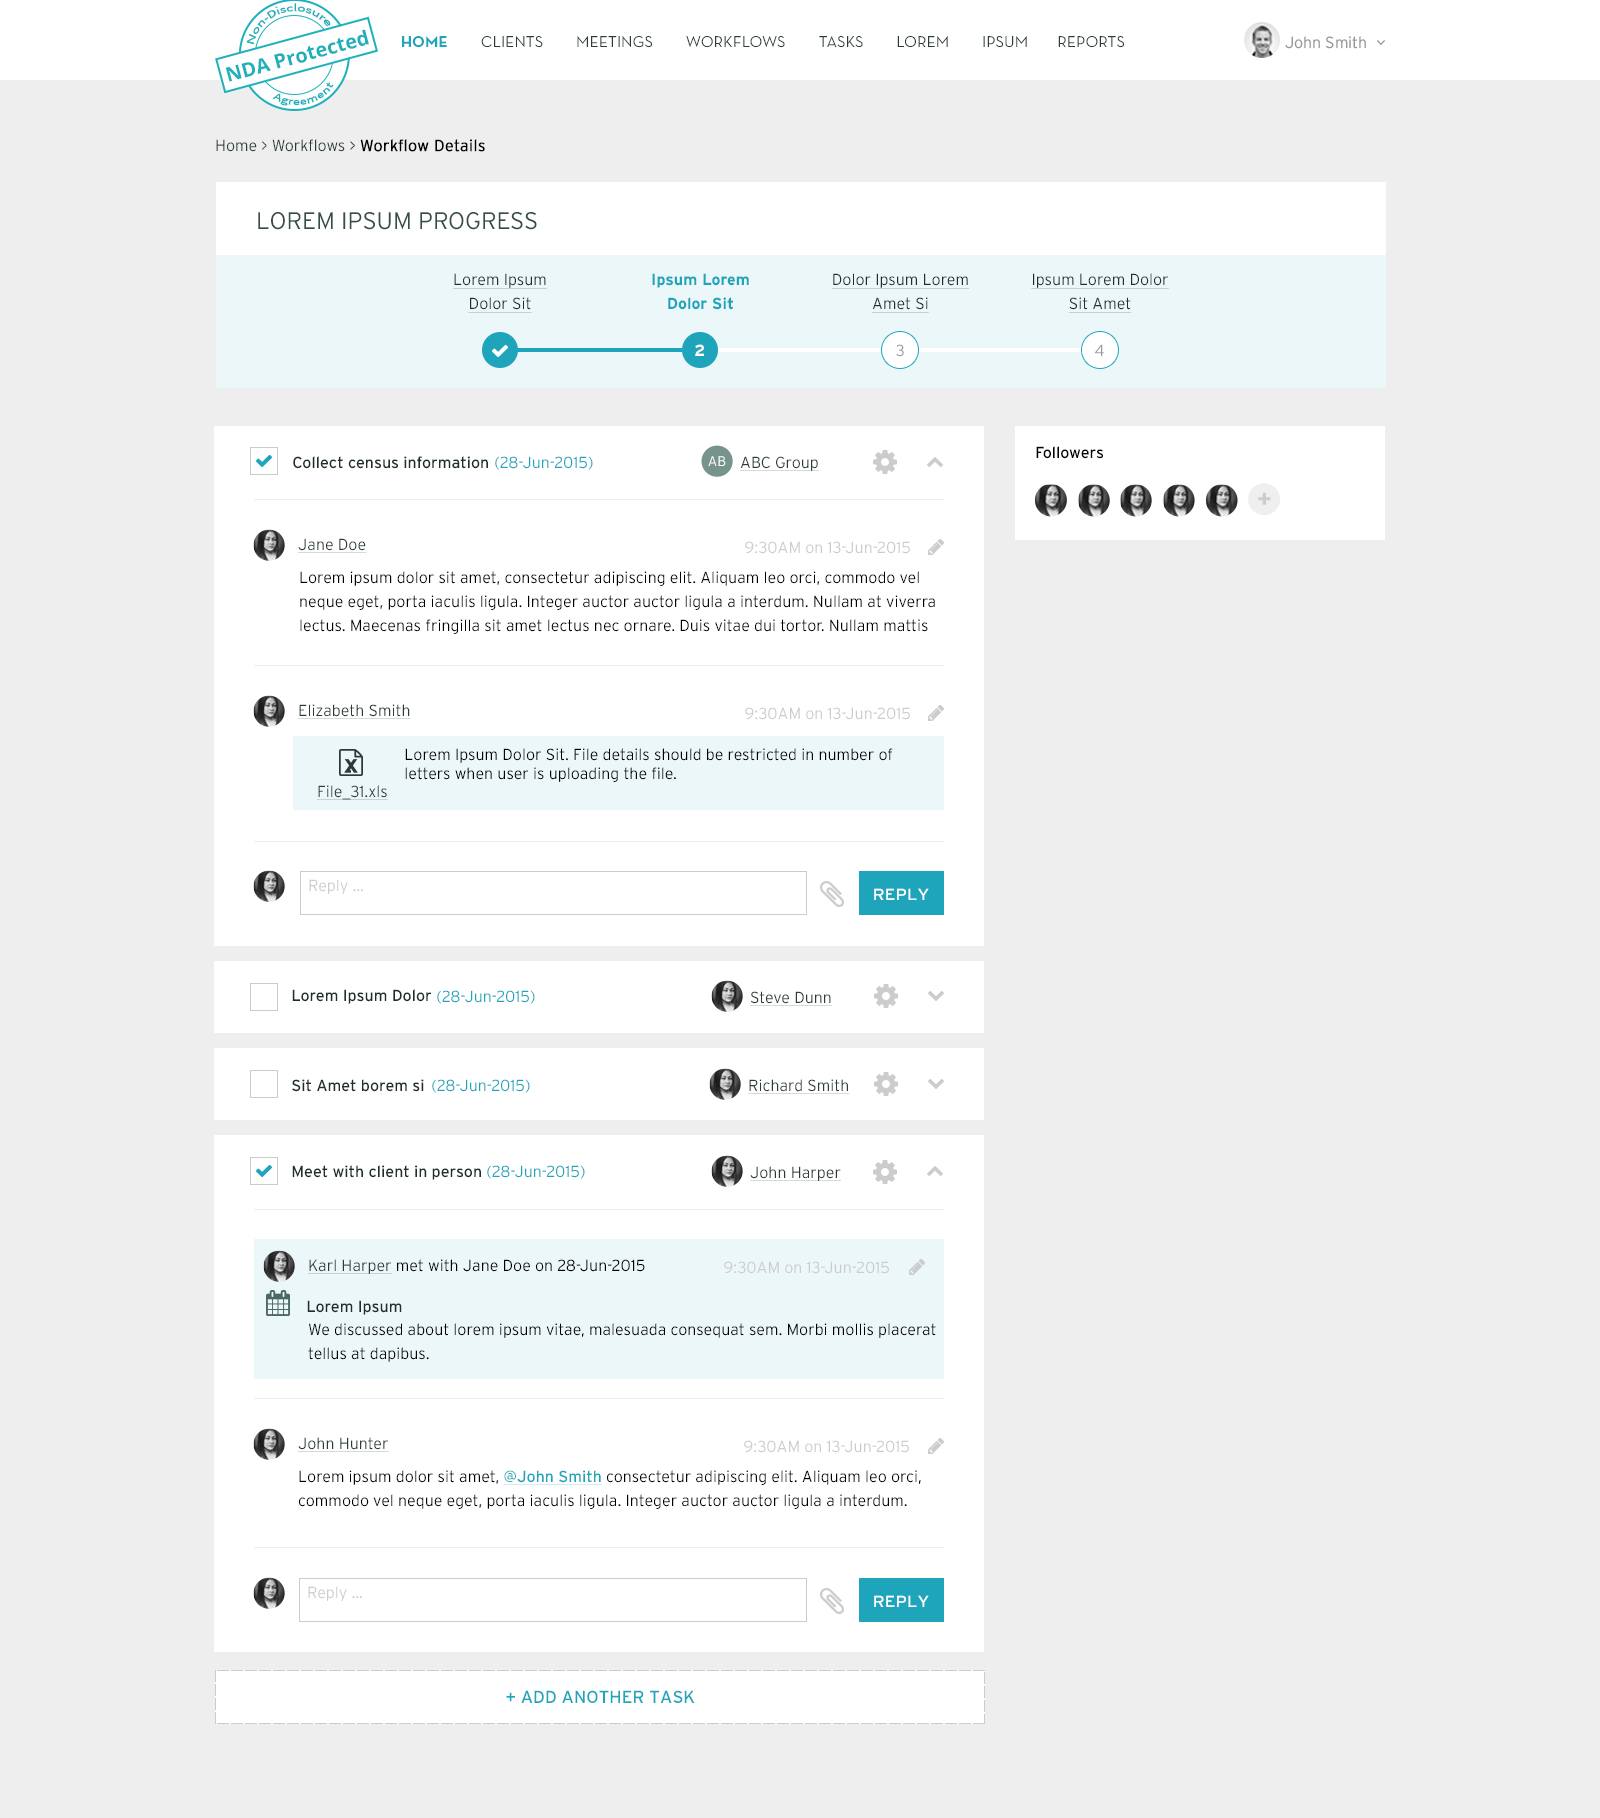 Non-Disclosure
NDA Protected
Agreement
HOME CLIENTS MEETINGS WORKFLOWS TASKS LOREM IPSUM REPORTS
John Smith
Home > Workflows > Workflow Details
LOREM IPSUM PROGRESS
Lorem Ipsum
Dolor Sit
Ipsum Lorem
Dolor Sit
Dolor Ipsum Lorem
Amet Si
Ipsum Lorem Dolor
Sit Amet
2
3
4
Collect census information (28-Jun-2015)
AB ABC Group
Followers
Jane Doe
9:30AM on 13-Jun-2015
Lorem ipsum dolor sit amet, consectetur adipiscing elit. Aliquam leo orci, commodo vel
neque eget, porta iaculis ligula. Integer auctor auctor ligula a interdum. Nullam at viverra
lectus. Maecenas fringilla sit amet lectus nec ornare. Duis vitae dui tortor. Nullam mattis
Elizabeth Smith
9:30AM on 13-Jun-2015
X
File_31.xls
Lorem Ipsum Dolor Sit. File details should be restricted in number of
letters when user is uploading the file.
Reply ...
REPLY
Lorem Ipsum Dolor (28-Jun-2015)
Steve Dunn
Sit Amet borem si (28-Jun-2015)
Richard Smith
Meet with client in person (28-Jun-2015)
John Harper
Karl Harper met with Jane Doe on 28-Jun-2015
9:30AM on 13-Jun-2015
Lorem Ipsum
We discussed about lorem ipsum vitae, malesuada consequat sem. Morbi mollis placerat
tellus at dapibus.
John Hunter
9:30AM on 13-Jun-2015
Lorem ipsum dolor sit amet, @John Smith consectetur adipiscing elit. Aliquam leo orci,
commodo vel neque eget, porta iaculis ligula. Integer auctor auctor ligula a interdum.
Reply ...
REPLY
+ ADD ANOTHER TASK